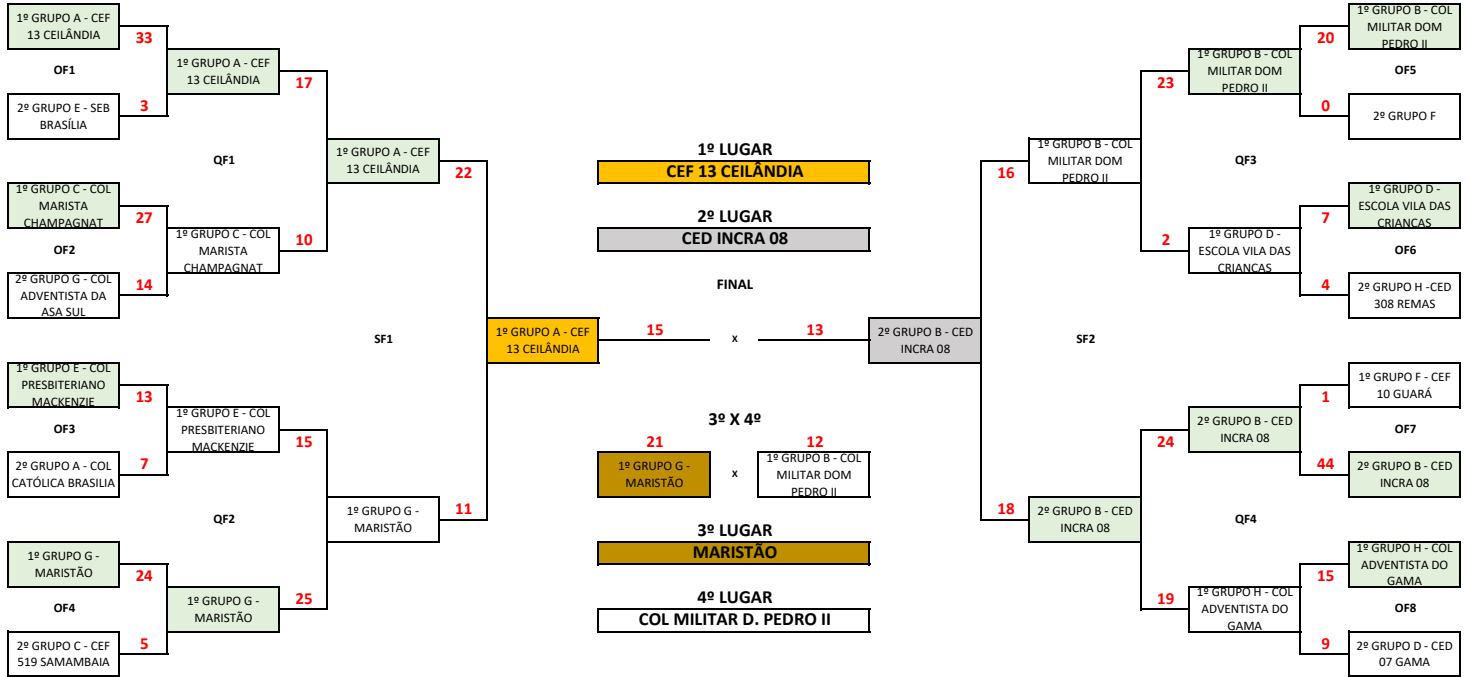 1º GRUPO A - CEF
13 CEILÂNDIA
33
OF1
3
2º GRUPO E - SEB
BRASÍLIA
1º GRUPO A - CEF
13 CEILÂNDIA
17
QF1
1º GRUPO C - COL
MARISTA
CHAMPAGNAT
27
OF2
14
2º GRUPO G - COL
ADVENTISTA DA
ASA SUL
1º GRUPO C - COL
MARISTA
CHAMPAGNAT
10
1º GRUPO A - CEF
13 CEILÂNDIA
22
SF1
1º GRUPO E - COL
PRESBITERIANO
MACKENZIE
13
OF3
7
2º GRUPO A - COL
CATÓLICA BRASILIA
1º GRUPO E - COL
PRESBITERIANO
MACKENZIE
15
QF2
1º GRUPO G -
MARISTÃO
24
OF4
5
2º GRUPO C - CEF
519 SAMAMBAIA
1º GRUPO G -
MARISTÃO
25
1º GRUPO G -
MARISTÃO
11
1º GRUPO A - CEF
13 CEILÂNDIA
1º LUGAR
CEF 13 CEILÂNDIA
2º LUGAR
CED INCRA 08
FINAL
15
x
13
3º X 4º
21
12
1º GRUPO G -
MARISTÃO
x
1º GRUPO B - COL
MILITAR DOM
PEDRO II
3º LUGAR
MARISTÃO
4º LUGAR
COL MILITAR D. PEDRO II
2º GRUPO B - CED
INCRA 08
16
1º GRUPO B - COL
MILITAR DOM
PEDRO II
SF2
18
2º GRUPO B - CED
INCRA 08
23
1º GRUPO B - COL
MILITAR DOM
PEDRO II
QF3
2
1º GRUPO D -
ESCOLA VILA DAS
CRIANCAS
20
1º GRUPO B - COL
MILITAR DOM
PEDRO II
OF5
0
2º GRUPO F
7
1º GRUPO D -
ESCOLA VILA DAS
CRIANCAS
OF6
4
2º GRUPO H -CED
308 REMAS
24
2º GRUPO B - CED
INCRA 08
QF4
19
1º GRUPO H - COL
ADVENTISTA DO
GAMA
1
1º GRUPO F - CEF
10 GUARÁ
OF7
44
2º GRUPO B - CED
INCRA 08
15
1º GRUPO H - COL
ADVENTISTA DO
GAMA
OF8
9
2º GRUPO D - CED
07 GAMA